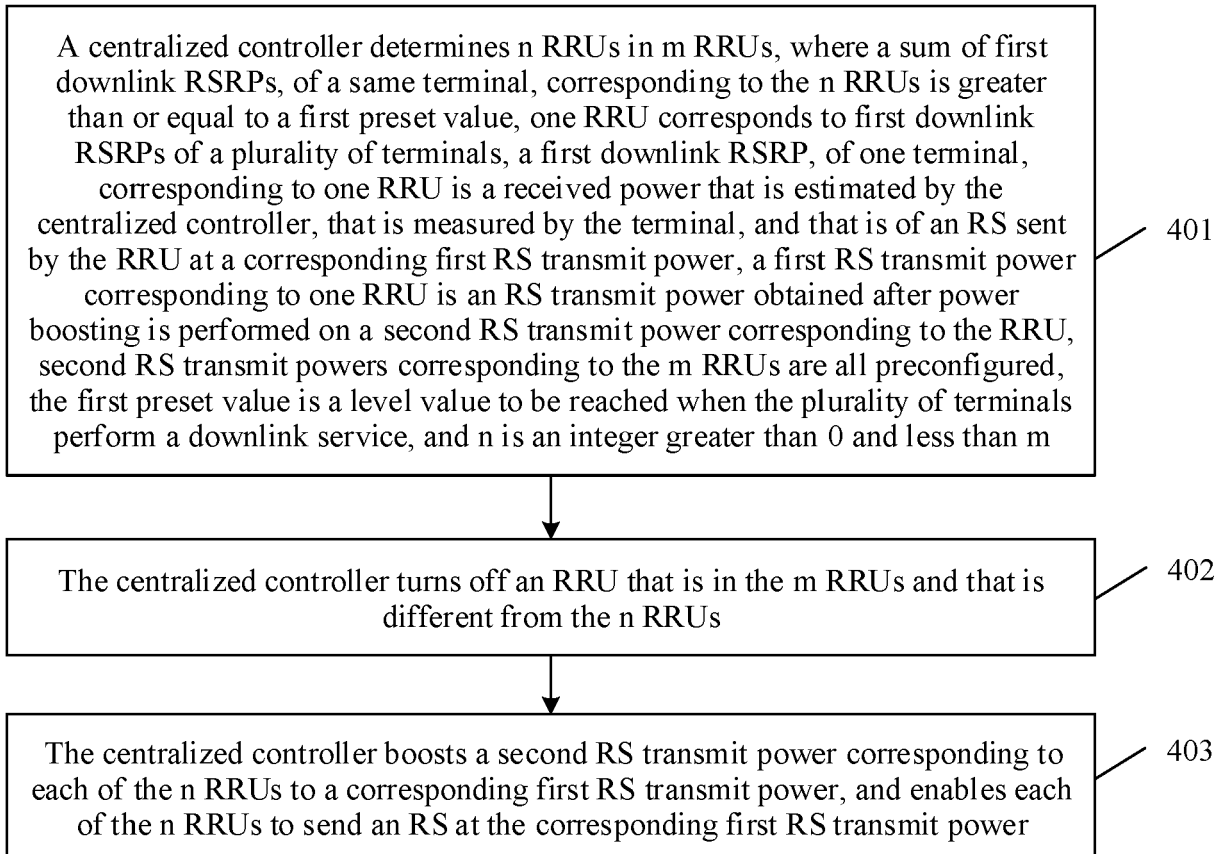 A centralized controller determines n RRUs in m RRUs, where a sum of first
downlink RSRPs, of a same terminal, corresponding to the n RRUs is greater
than or equal to a first preset value, one RRU corresponds to first downlink
RSRPs of a plurality of terminals, a first downlink RSRP, of one terminal,
corresponding to one RRU is a received power that is estimated by the
centralized controller, that is measured by the terminal, and that is of an RS sent
by the RRU at a corresponding first RS transmit power, a first RS transmit power
corresponding to one RRU is an RS transmit power obtained after power
boosting is performed on a second RS transmit power corresponding to the RRU,
second RS transmit powers corresponding to the m RRUs are all preconfigured,
the first preset value is a level value to be reached when the plurality of terminals
perform a downlink service, and n is an integer greater than 0 and less than m
401
The centralized controller turns off an RRU that is in the m RRUs and that is
different from the n RRUs
402
The centralized controller boosts a second RS transmit power corresponding to
each of the n RRUs to a corresponding first RS transmit power, and enables each
of the n RRUs to send an RS at the corresponding first RS transmit power
403